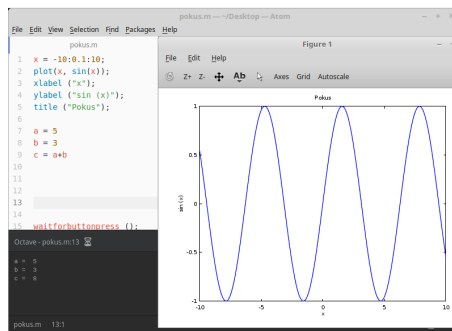 pokus.m — ~/Desktop — Atom
File Edit View Selection Find Packages Help
pokus.m
1 x = -10:0.1:10;
2 plot(x, sin(x));
3 xlabel ("x");
4 ylabel ("sin (x)");
5 title ("Pokus");
6
7 a = 5
8 b = 3
9 c = a+b
10
11
12
13
14
15 waitforbuttonpress ();
Octave - pokus.m:13
a = 5
b = 3
c = 8
pokus.m 13:1
Figure 1
File Edit Help
Z+ Z- Ab Axes Grid Autoscale
Pokus
1
0.5
0
-0.5
-1
sin(x)
-10 -5 0 5 10
x